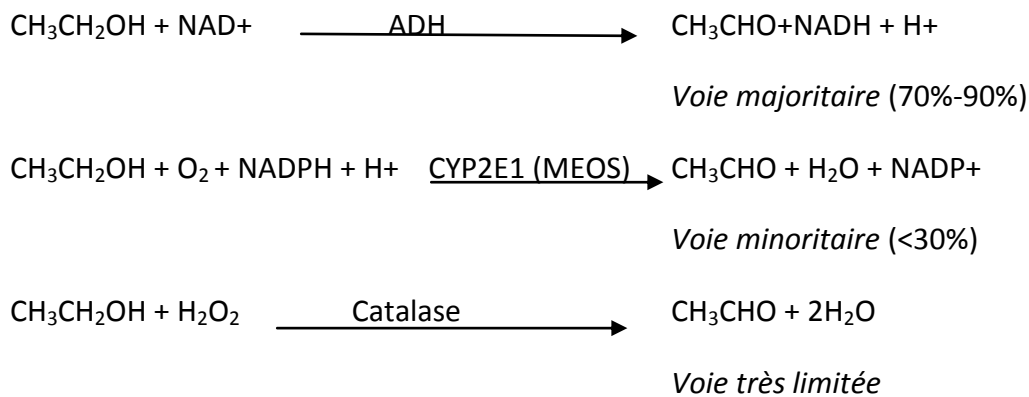 CH₃CH₂OH + NAD+ ADH CH₃CHO+NADH + H+
Voie majoritaire (70%-90%)
CH₃CH₂OH + O₂ + NADPH + H+ CYP2E1 (MEOS) CH₃CHO + H₂O + NADP+
Voie minoritaire (<30%)
CH₃CH₂OH + H₂O₂ Catalase CH₃CHO + 2H₂O
Voie très limitée